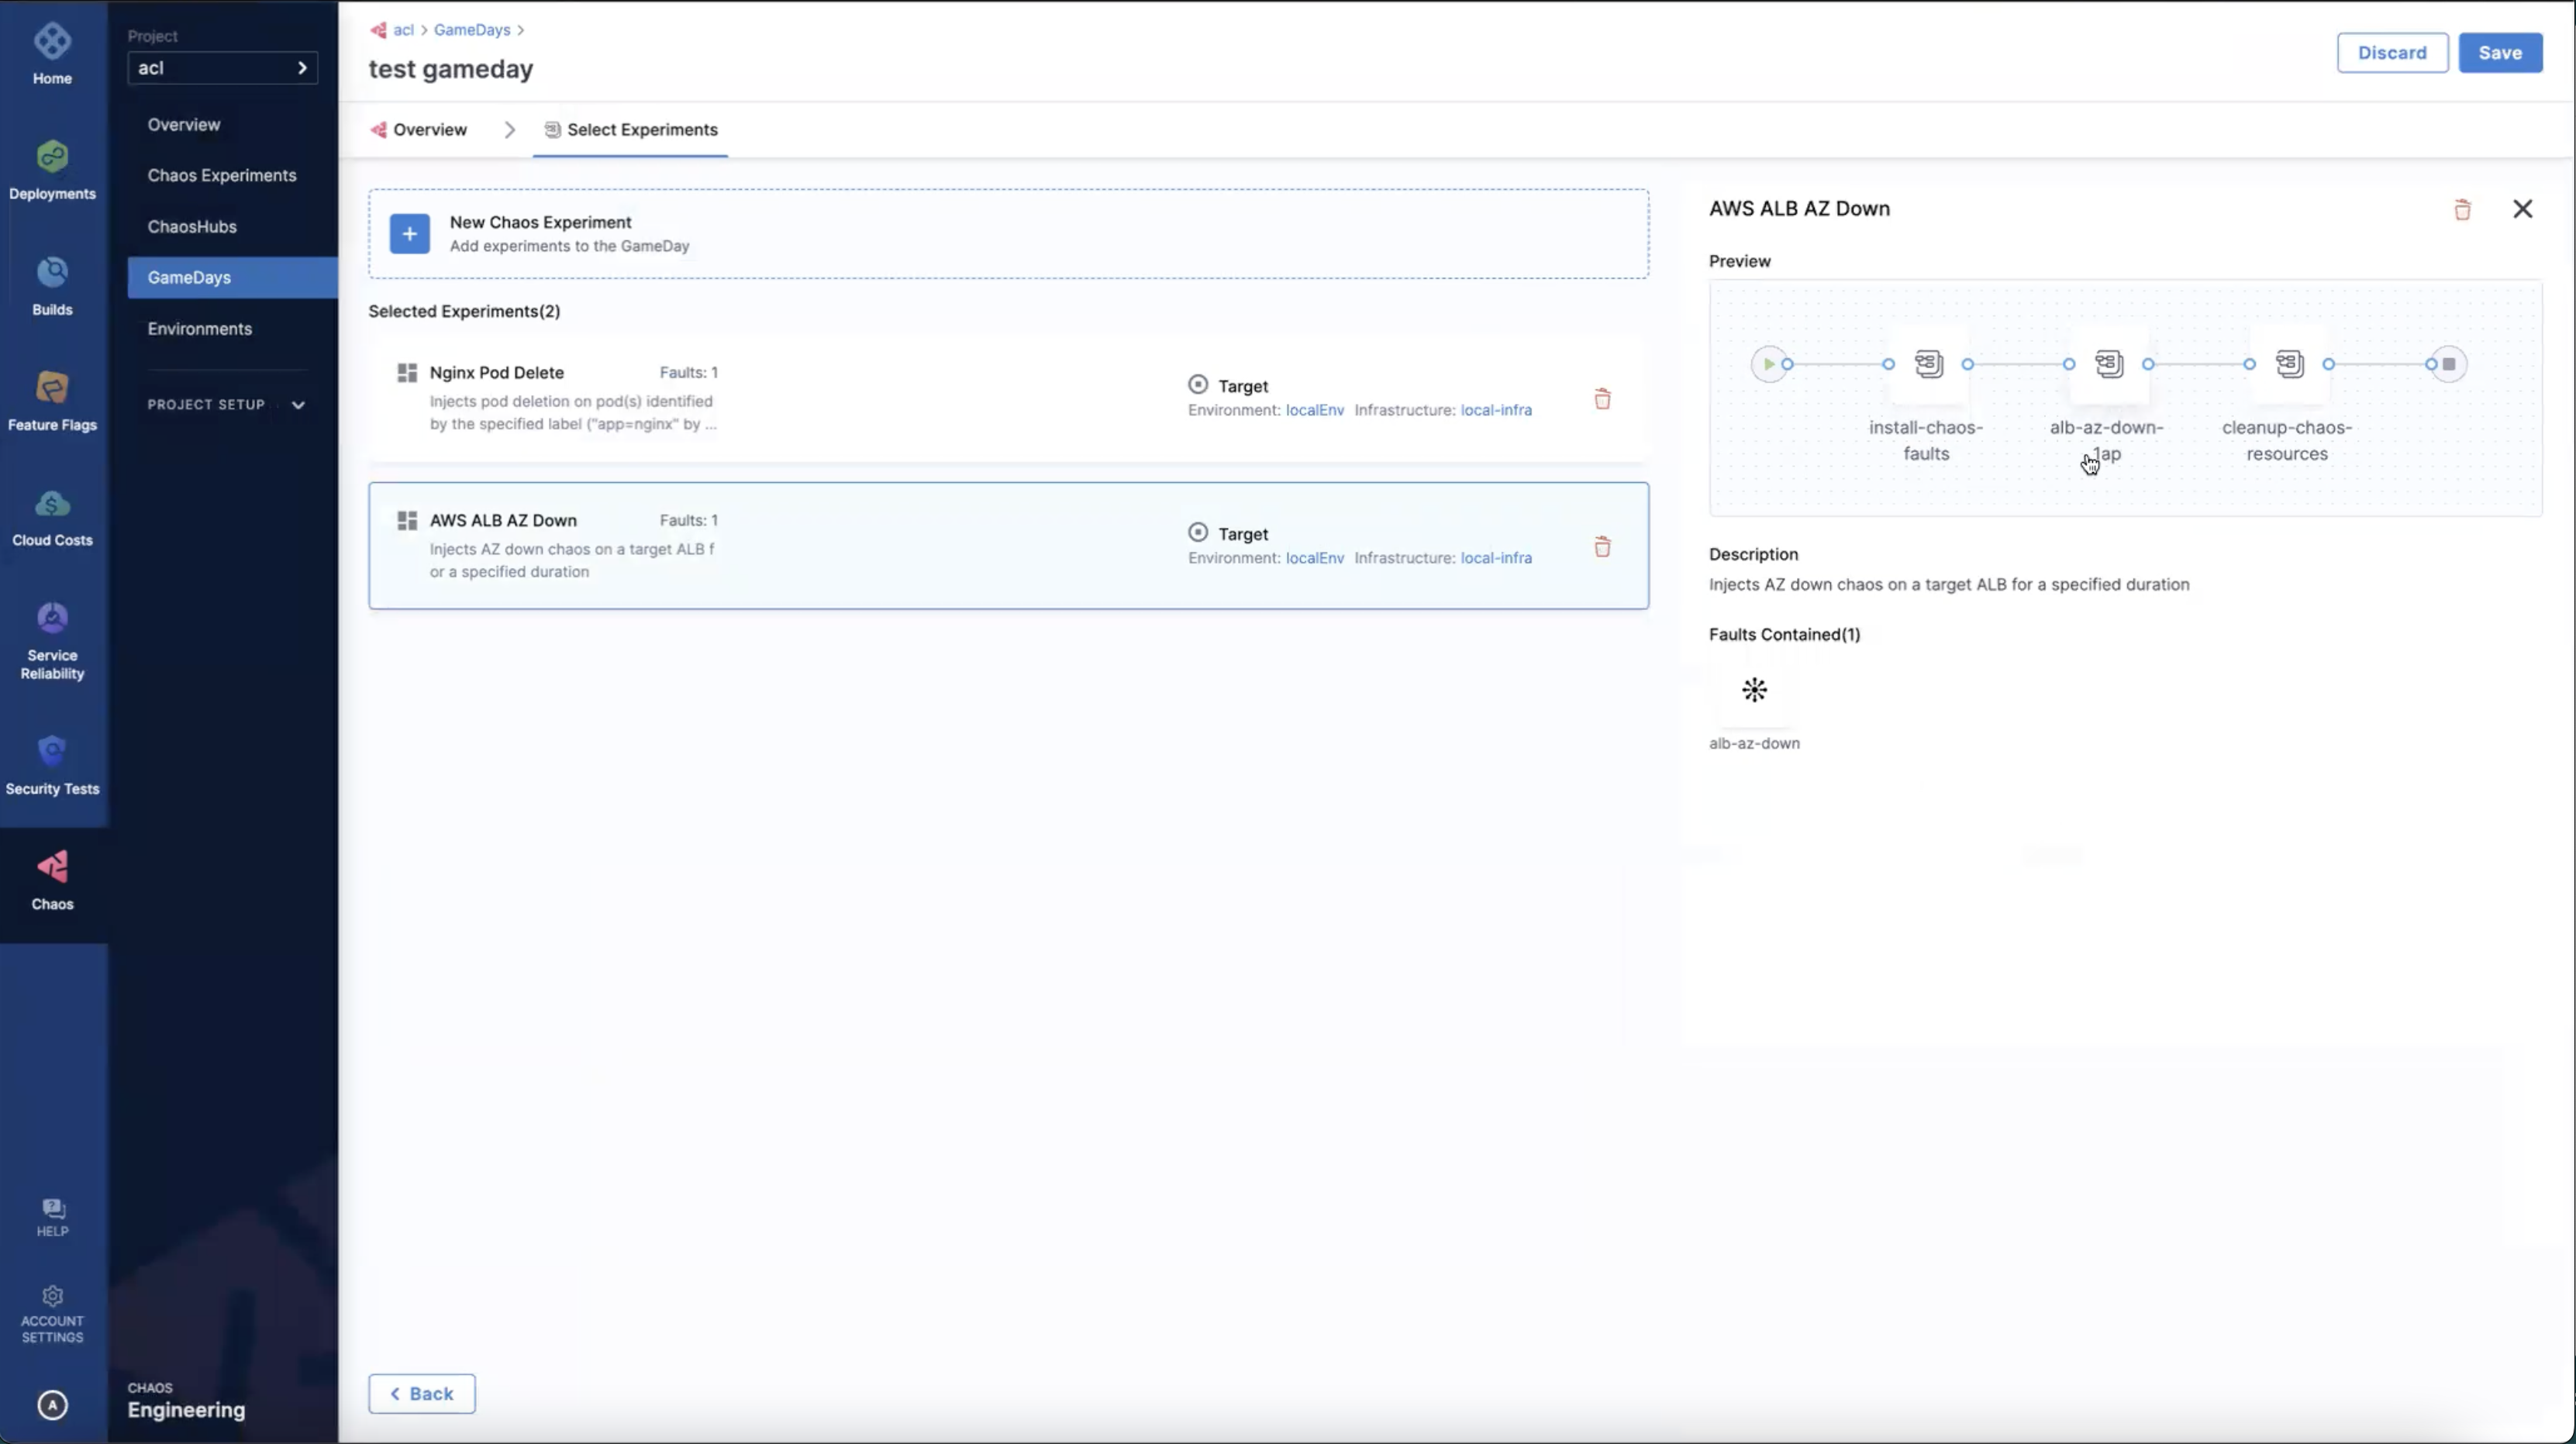 Home
Deployments
Builds
Feature Flags
Cloud Costs
Service
Reliability
Security Tests
Chaos
HELP
ACCOUNT
SETTINGS
A
Project
acl
Overview
Chaos Experiments
ChaosHubs
GameDays
Environments
PROJECT SETUP
CHAOS
Engineering
acl > GameDays >
test gameday
Discard
Save
Overview
Select Experiments
New Chaos Experiment
Add experiments to the GameDay
Selected Experiments(2)
Nginx Pod Delete Faults: 1
Injects pod deletion on pod(s) identified
by the specified label ("app=nginx" by ...
Target
Environment: localEnv Infrastructure: local-infra
AWS ALB AZ Down Faults: 1
Injects AZ down chaos on a target ALB f
or a specified duration
Target
Environment: localEnv Infrastructure: local-infra
Back
AWS ALB AZ Down
Preview
install-chaos-
faults
alb-az-down-
1ap
cleanup-chaos-
resources
Description
Injects AZ down chaos on a target ALB for a specified duration
Faults Contained(1)
alb-az-down